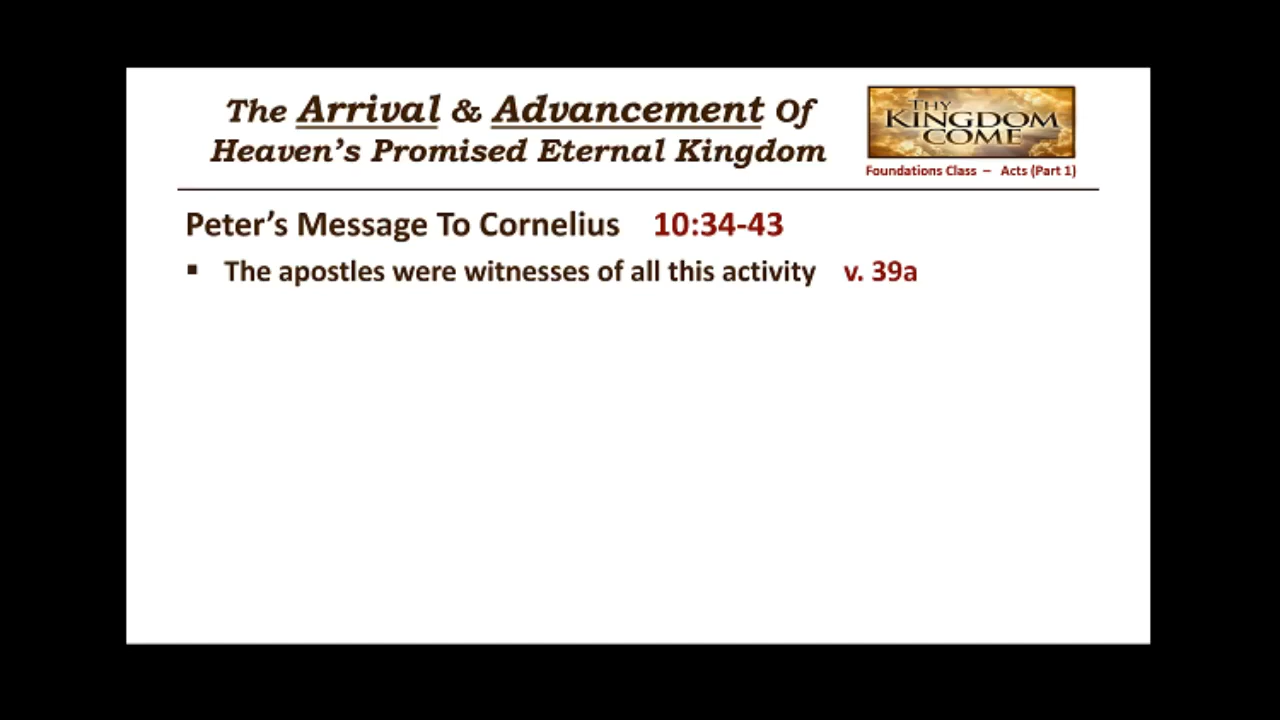 The Arrival & Advancement Of
Heaven's Promised Eternal Kingdom
THY
KINGDOM
COME
Foundations Class – Acts (Part 1)
Peter's Message To Cornelius 10:34-43
▪ The apostles were witnesses of all this activity v. 39a